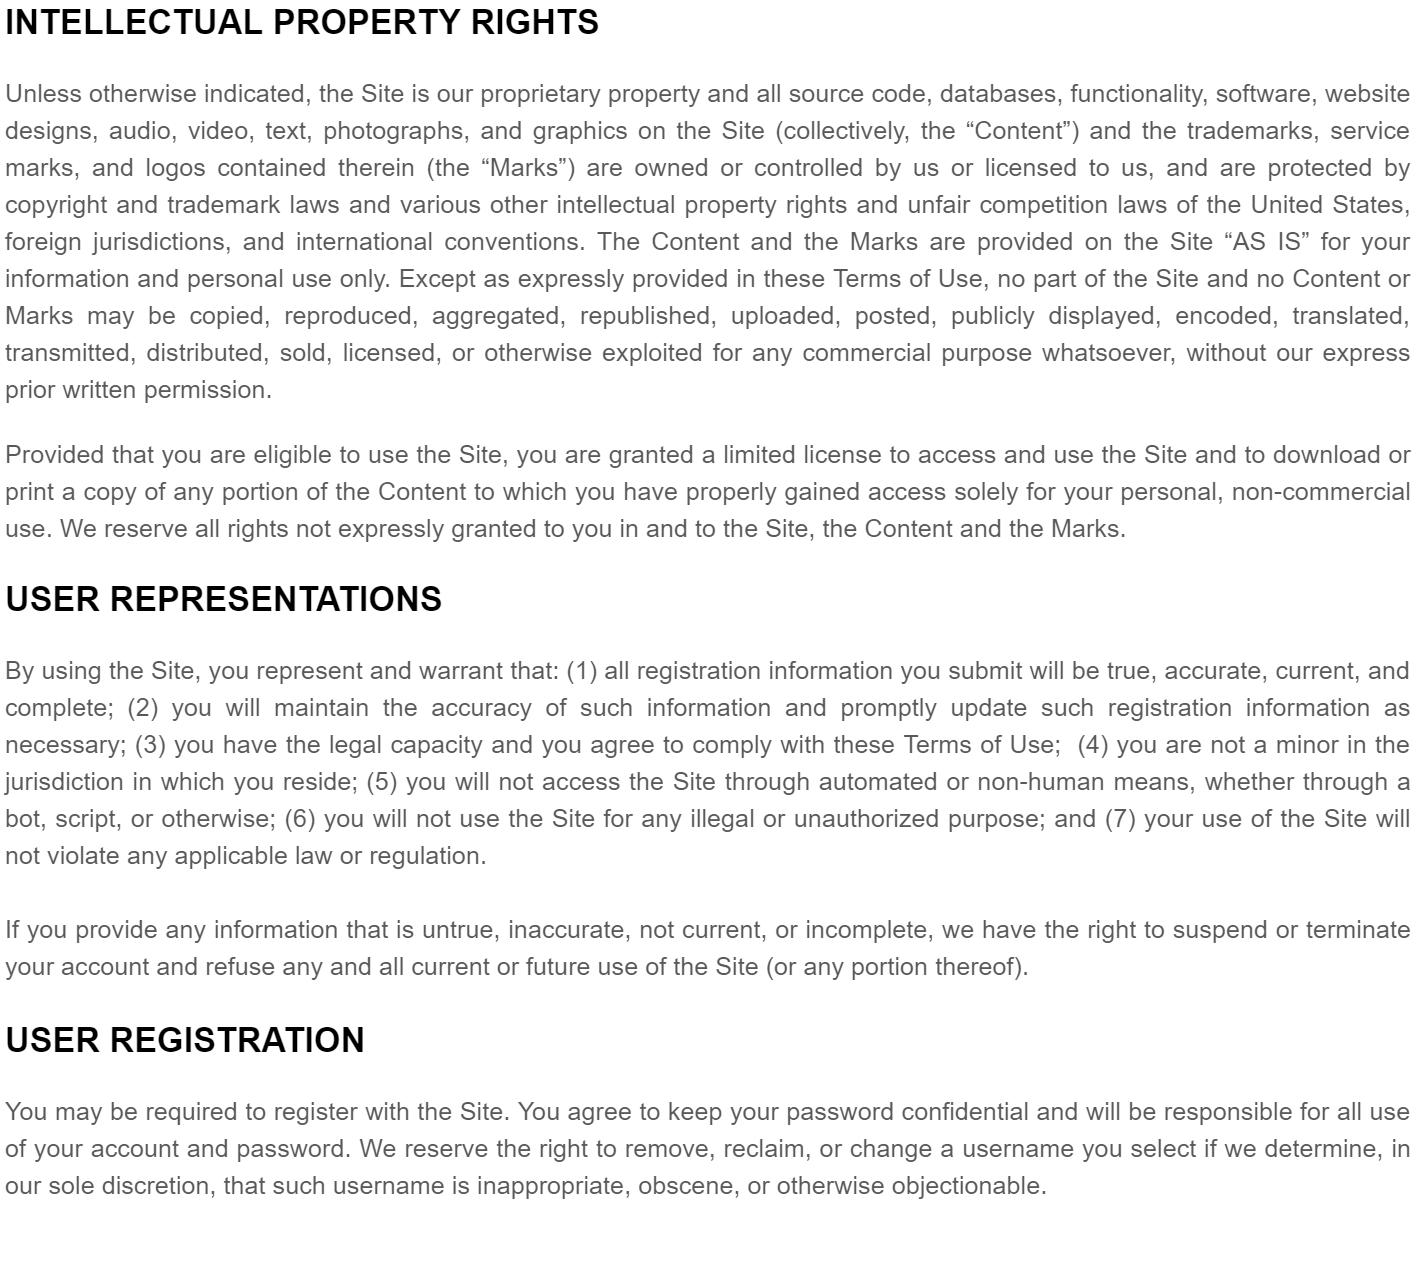 INTELLECTUAL PROPERTY RIGHTS
Unless otherwise indicated, the Site is our proprietary property and all source code, databases, functionality, software, website
designs, audio, video, text, photographs, and graphics on the Site (collectively, the “Content”) and the trademarks, service
marks, and logos contained therein (the “Marks”) are owned or controlled by us or licensed to us, and are protected by
copyright and trademark laws and various other intellectual property rights and unfair competition laws of the United States,
foreign jurisdictions, and international conventions. The Content and the Marks are provided on the Site “AS IS” for your
information and personal use only. Except as expressly provided in these Terms of Use, no part of the Site and no Content or
Marks may be copied, reproduced, aggregated, republished, uploaded, posted, publicly displayed, encoded, translated,
transmitted, distributed, sold, licensed, or otherwise exploited for any commercial purpose whatsoever, without our express
prior written permission.
Provided that you are eligible to use the Site, you are granted a limited license to access and use the Site and to download or
print a copy of any portion of the Content to which you have properly gained access solely for your personal, non-commercial
use. We reserve all rights not expressly granted to you in and to the Site, the Content and the Marks.
USER REPRESENTATIONS
By using the Site, you represent and warrant that: (1) all registration information you submit will be true, accurate, current, and
complete; (2) you will maintain the accuracy of such information and promptly update such registration information as
necessary; (3) you have the legal capacity and you agree to comply with these Terms of Use;  (4) you are not a minor in the
jurisdiction in which you reside; (5) you will not access the Site through automated or non-human means, whether through a
bot, script, or otherwise; (6) you will not use the Site for any illegal or unauthorized purpose; and (7) your use of the Site will
not violate any applicable law or regulation.
If you provide any information that is untrue, inaccurate, not current, or incomplete, we have the right to suspend or terminate
your account and refuse any and all current or future use of the Site (or any portion thereof).
USER REGISTRATION
You may be required to register with the Site. You agree to keep your password confidential and will be responsible for all use
of your account and password. We reserve the right to remove, reclaim, or change a username you select if we determine, in
our sole discretion, that such username is inappropriate, obscene, or otherwise objectionable.